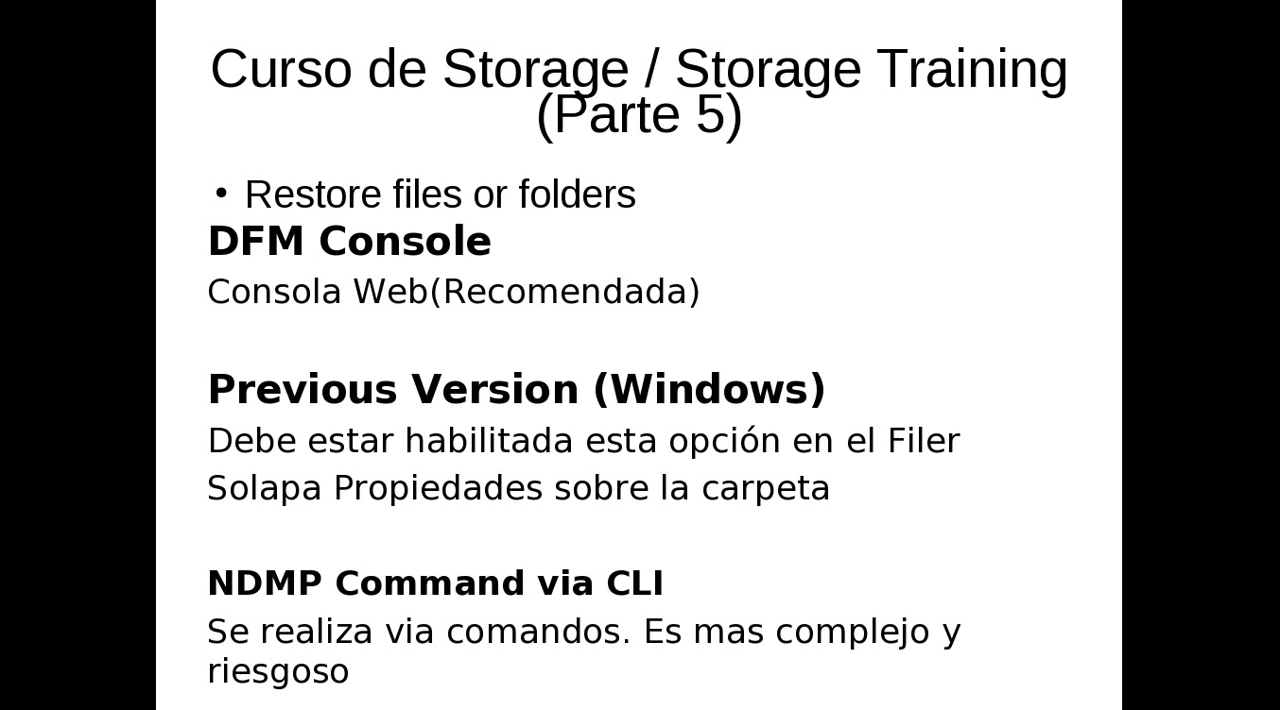 Curso de Storage / Storage Training
(Parte 5)
• Restore files or folders
DFM Console
Consola Web(Recomendada)
Previous Version (Windows)
Debe estar habilitada esta opción en el Filer
Solapa Propiedades sobre la carpeta
NDMP Command via CLI
Se realiza via comandos. Es mas complejo y
riesgoso